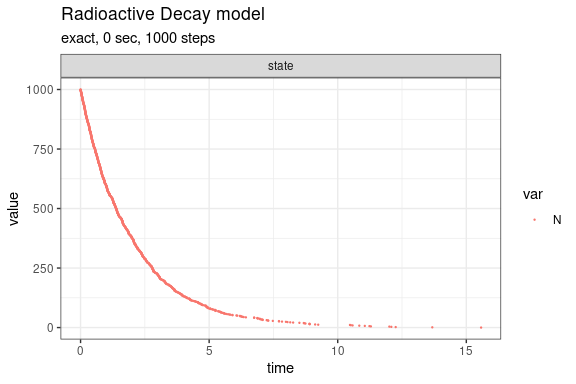 Radioactive Decay model
exact, 0 sec, 1000 steps
state
1000
750
500
250
0
value
0 5 10 15
time
var
N